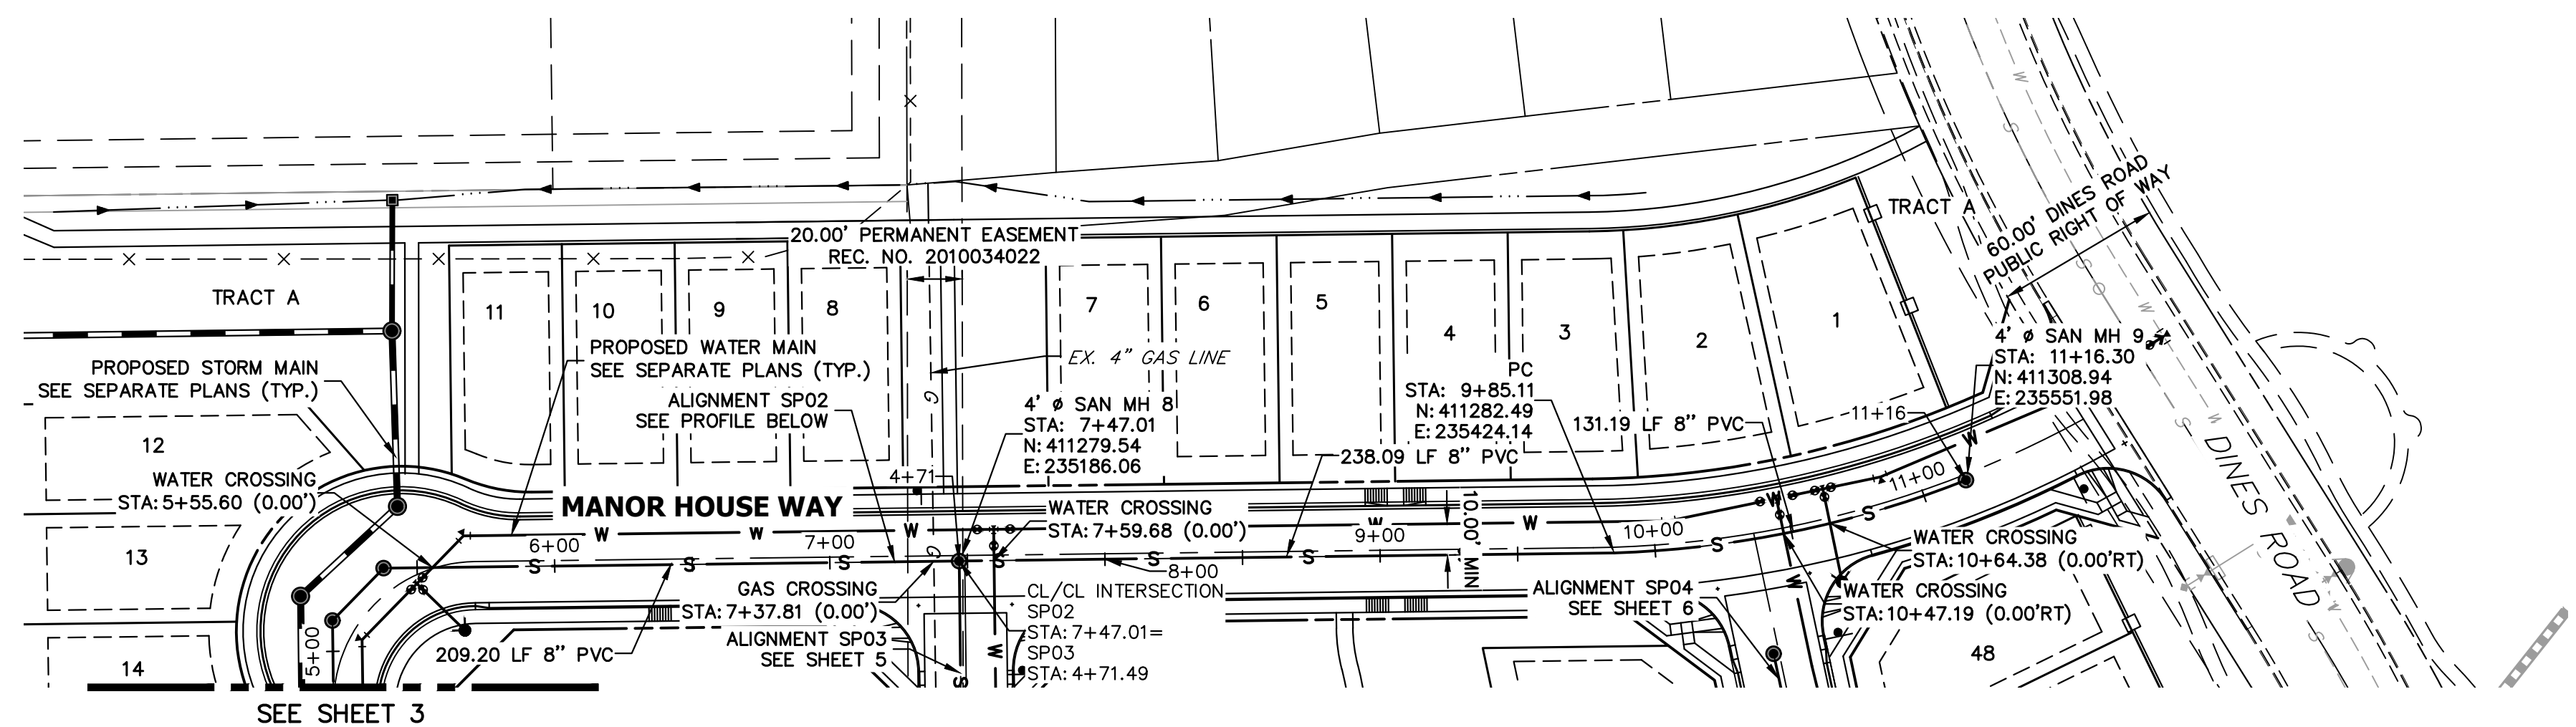 TRACT A
60.00' DINES ROAD
PUBLIC RIGHT OF WAY
20.00' PERMANENT EASEMENT
REC. NO. 2010034022
TRACT A
11
10
9
8
7
6
5
4
3
2
1
PROPOSED STORM MAIN
SEE SEPARATE PLANS (TYP.)
PROPOSED WATER MAIN
SEE SEPARATE PLANS (TYP.)
EX. 4" GAS LINE
ALIGNMENT SP02
SEE PROFILE BELOW
4' ø SAN MH 8
STA: 7+47.01
N: 411279.54
E: 235186.06
PC
STA: 9+85.11
N: 411282.49
E: 235424.14
4' ø SAN MH 9
STA: 11+16.30
N: 411308.94
E: 235551.98
131.19 LF 8" PVC
11+16
238.09 LF 8" PVC
12
WATER CROSSING
STA: 5+55.60 (0.00')
4+71
MANOR HOUSE WAY
WATER CROSSING
STA: 7+59.68 (0.00')
10.00' MIN
11+00
DINES ROAD
6+00
7+00
8+00
9+00
10+00
W
W
W
W
W
W
W
W
W
S
S
S
S
S
S
S
S
S
G
G
13
GAS CROSSING
STA: 7+37.81 (0.00')
CL/CL INTERSECTION
SP02
STA: 7+47.01=
SP03
STA: 4+71.49
WATER CROSSING
STA: 10+64.38 (0.00'RT)
ALIGNMENT SP04
SEE SHEET 6
WATER CROSSING
STA: 10+47.19 (0.00'RT)
5+00
209.20 LF 8" PVC
ALIGNMENT SP03
SEE SHEET 5
14
48
SEE SHEET 3